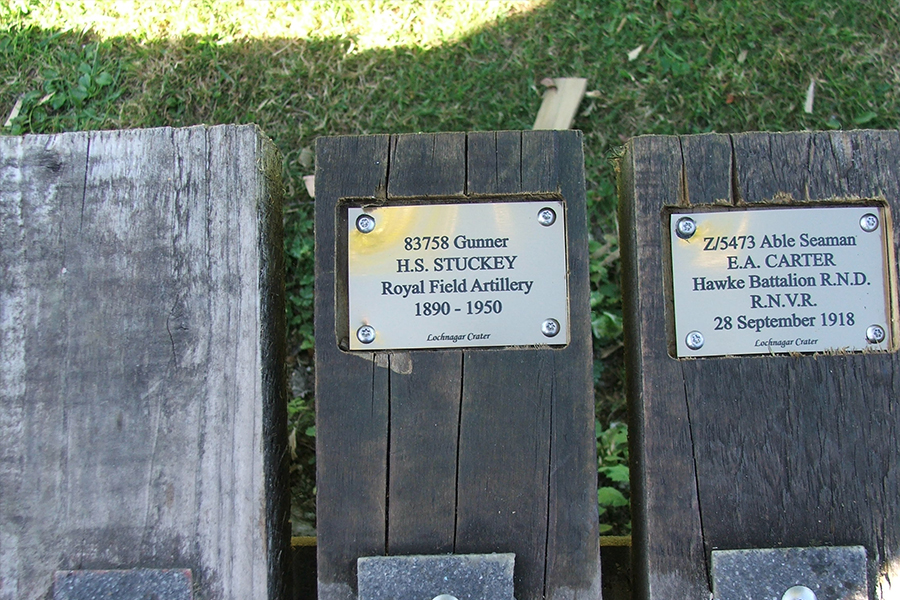 83758 Gunner
H.S. STUCKEY
Royal Field Artillery
1890 - 1950
Lochnagar Crater
Z/5473 Able Seaman
E.A. CARTER
Hawke Battalion R.N.D.
R.N.V.R.
28 September 1918
Lochnagar Crater